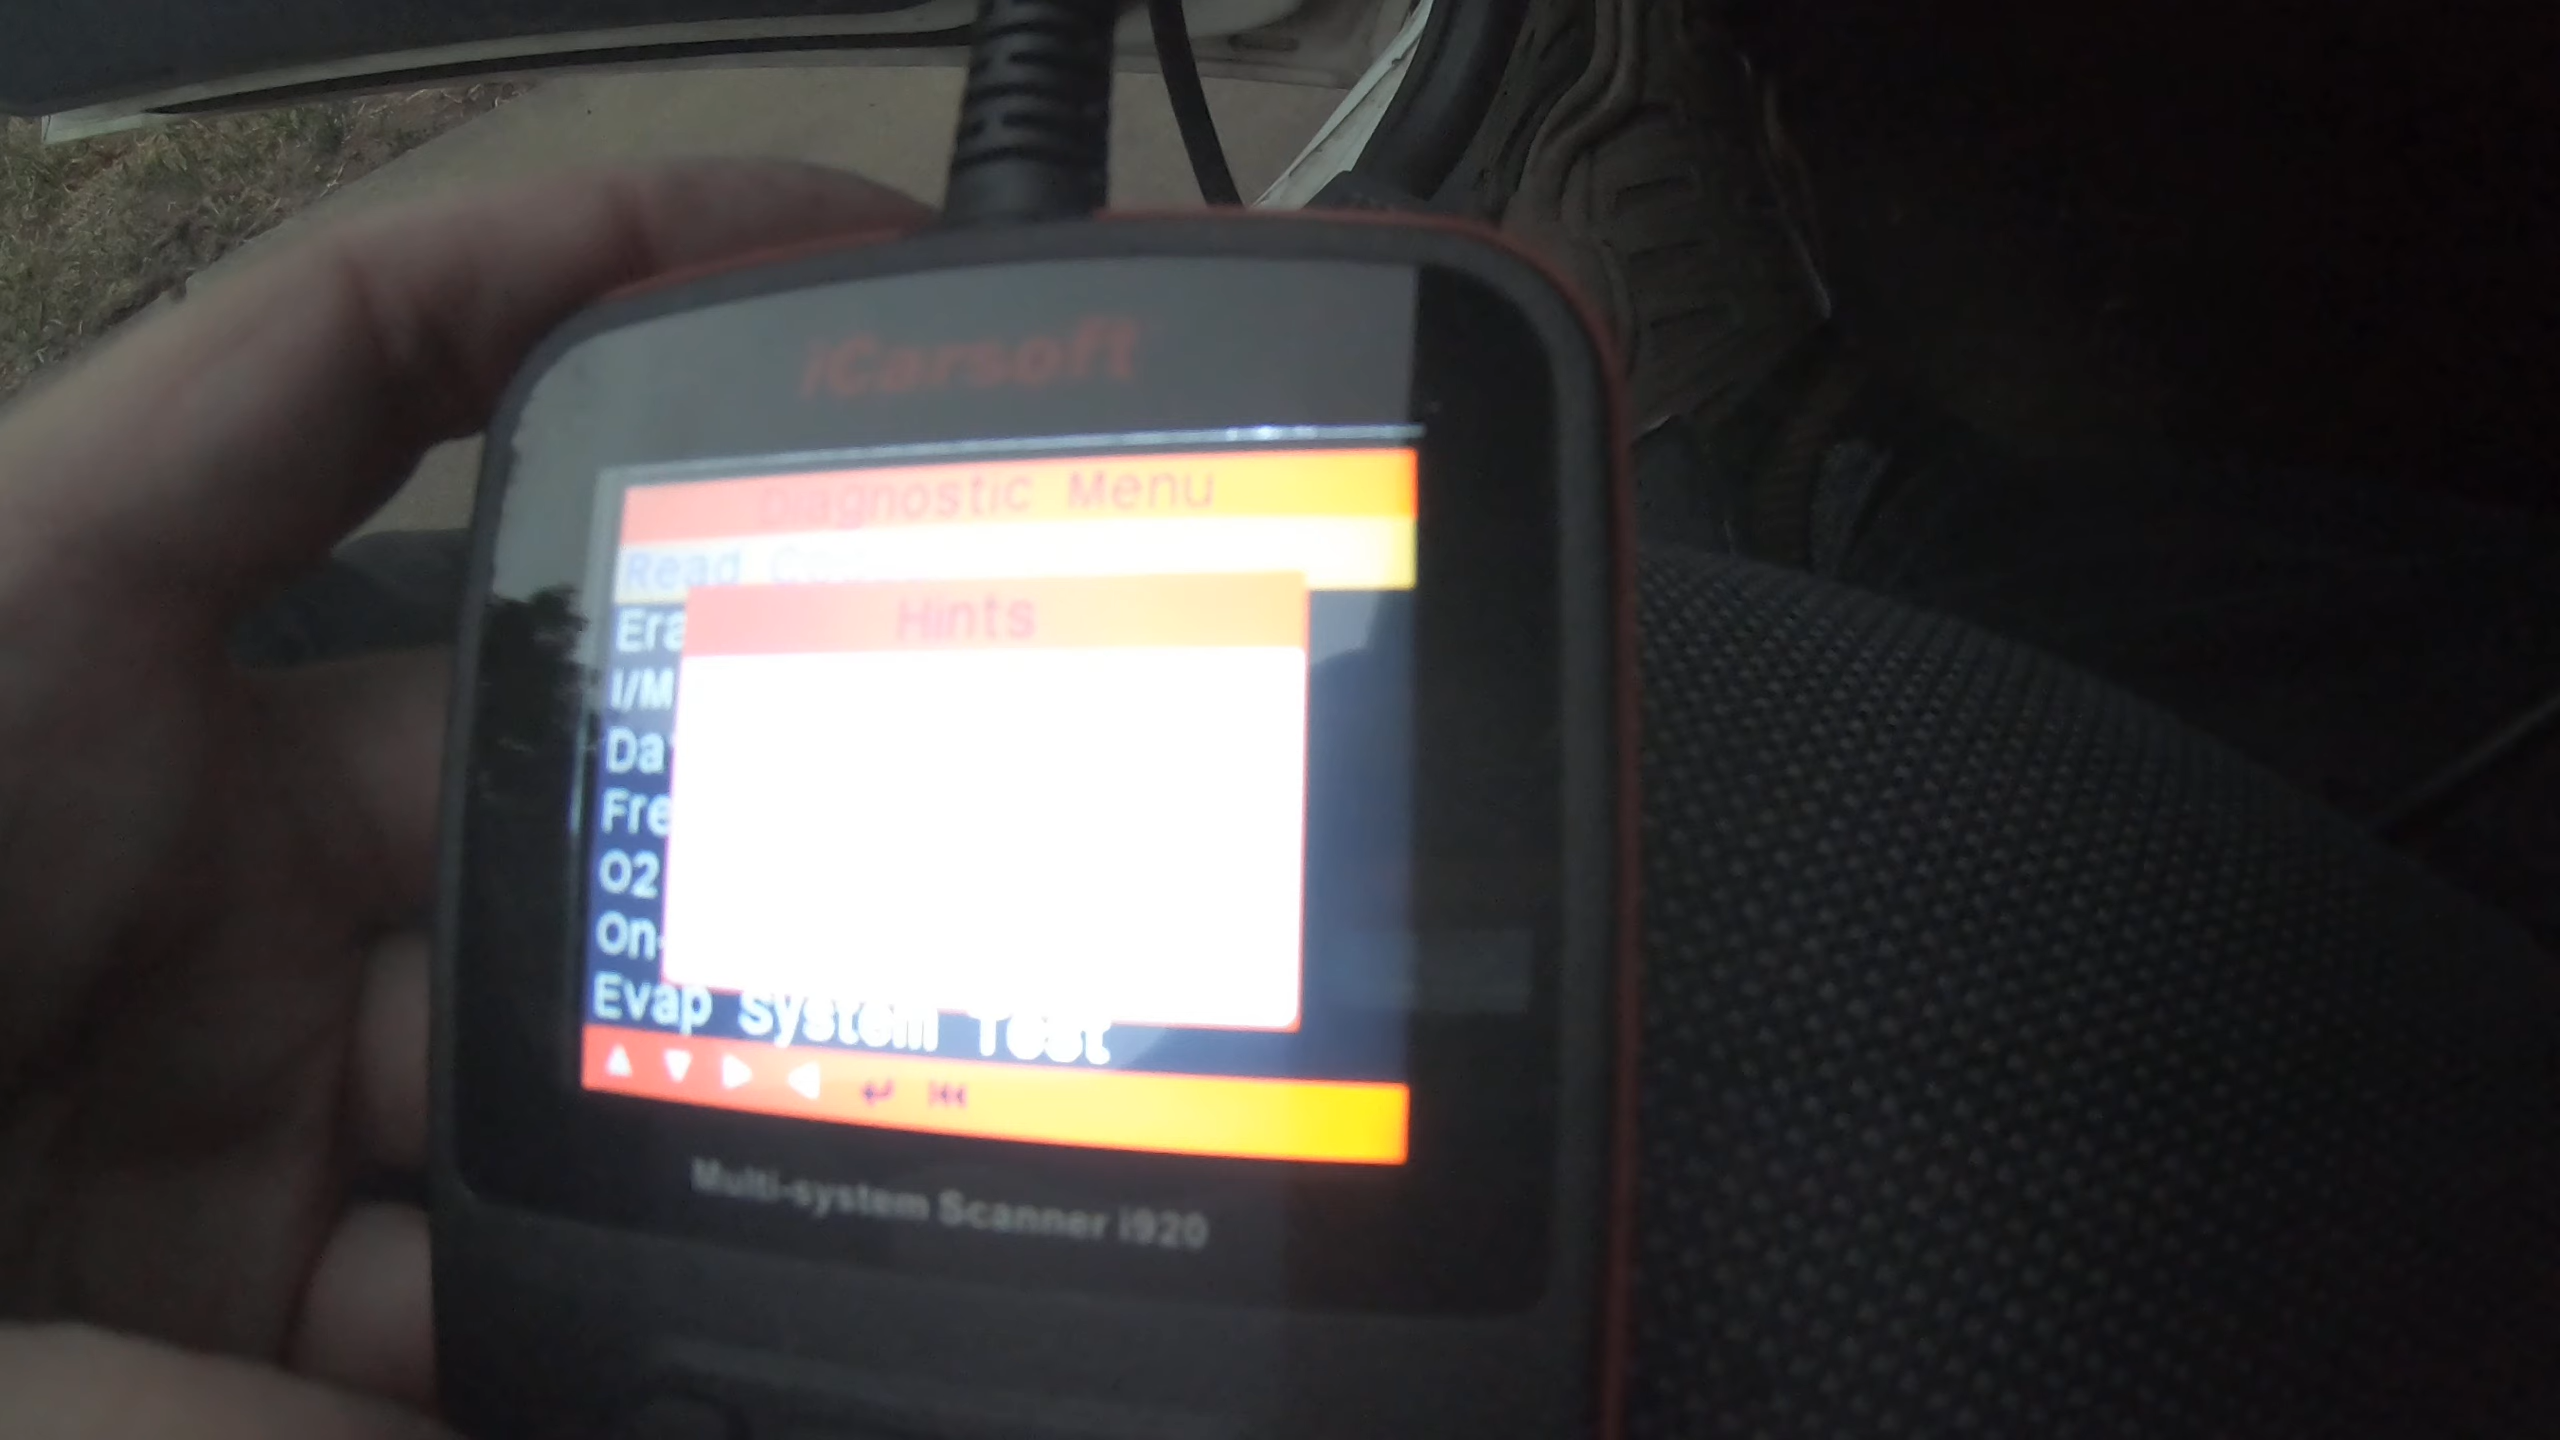 iCarsoft
Diagnostic Menu
Read
Hints
Era
I/M
Da
Fre
O2
On-
Evap System Test
Multi-system Scanner i920